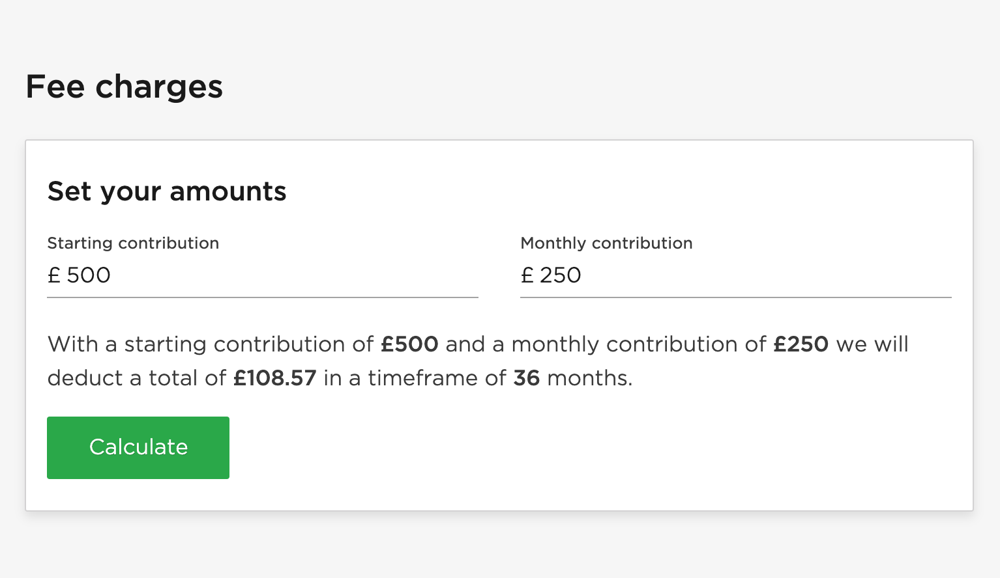 Fee charges
Set your amounts
Starting contribution
£ 500
Monthly contribution
£ 250
With a starting contribution of £500 and a monthly contribution of £250 we will
deduct a total of £108.57 in a timeframe of 36 months.
Calculate